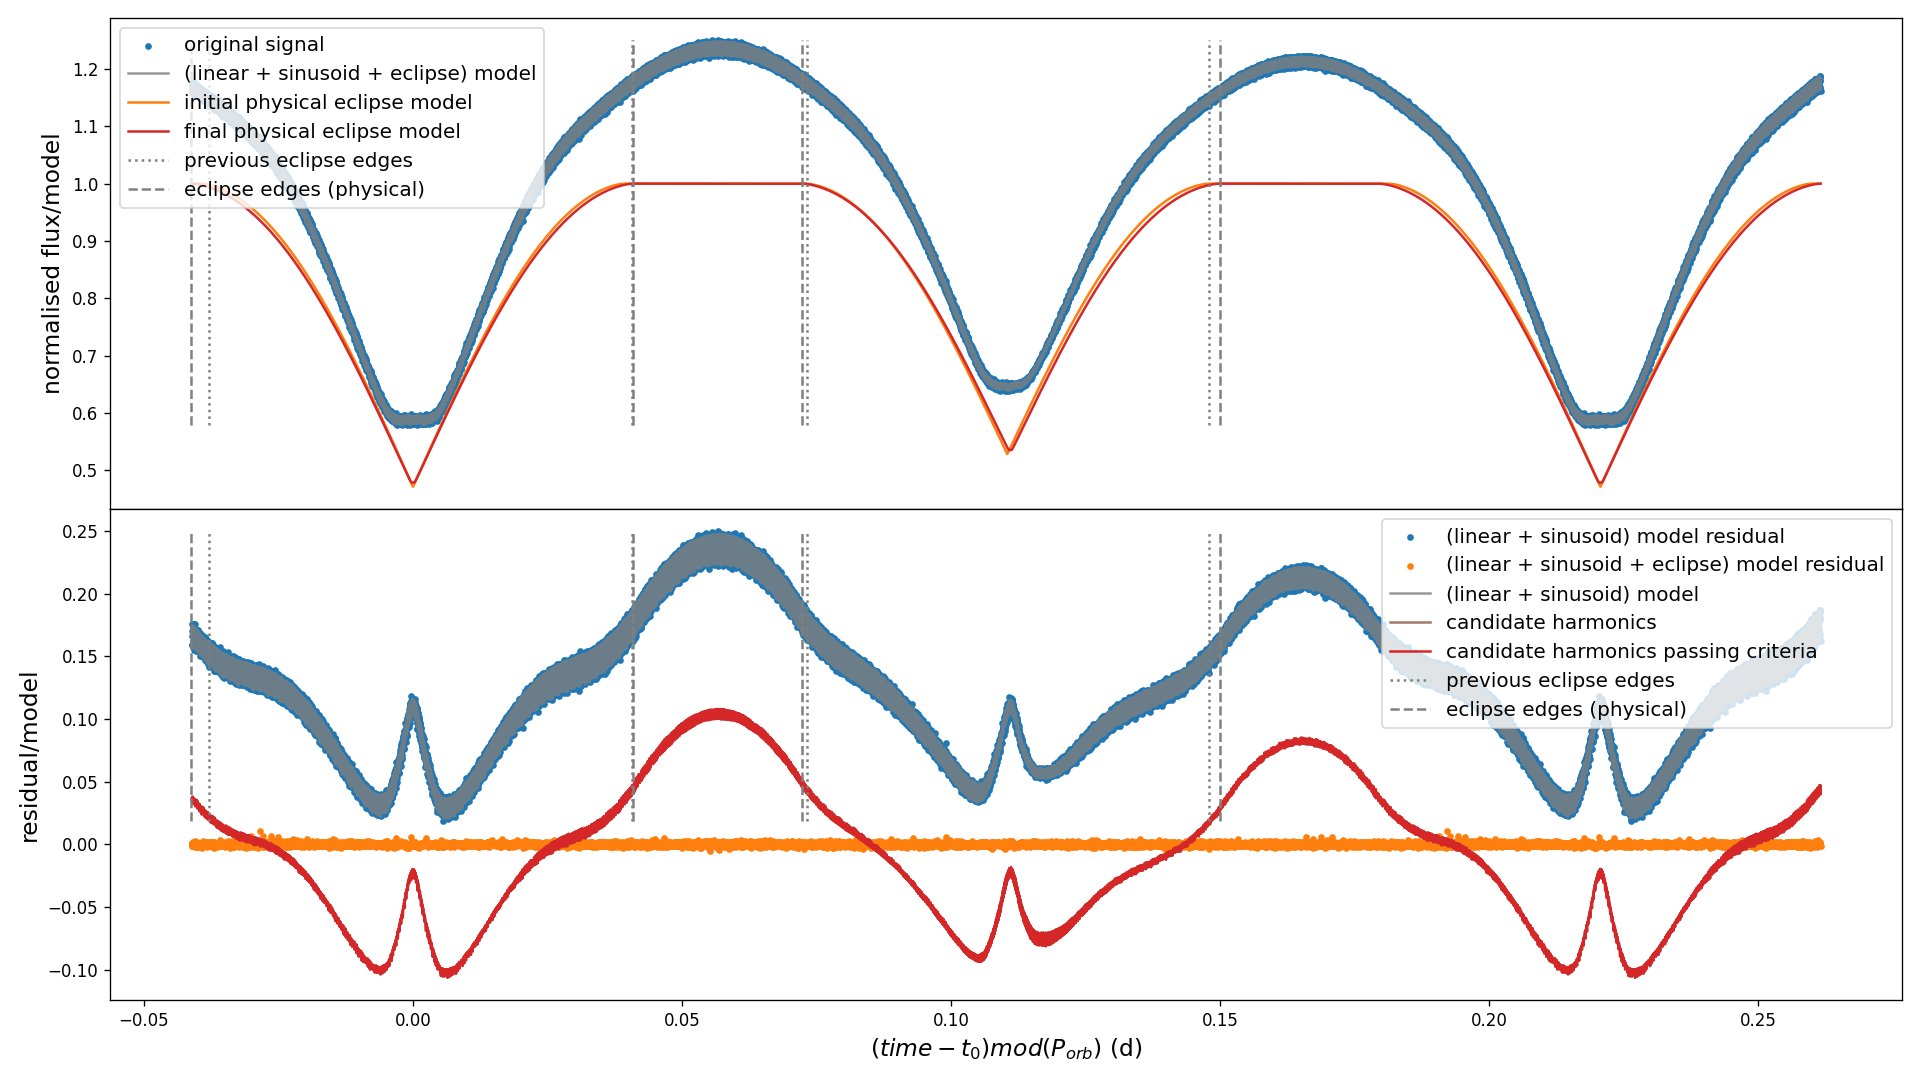 original signal
(linear + sinusoid + eclipse) model
initial physical eclipse model
final physical eclipse model
previous eclipse edges
eclipse edges (physical)
normalised flux/model
1.2
1.1
1.0
0.9
0.8
0.7
0.6
0.5
(linear + sinusoid) model residual
(linear + sinusoid + eclipse) model residual
(linear + sinusoid) model
candidate harmonics
candidate harmonics passing criteria
previous eclipse edges
eclipse edges (physical)
residual/model
0.25
0.20
0.15
0.10
0.05
0.00
−0.05
−0.10
−0.05 0.00 0.05 0.10 0.15 0.20 0.25
(time − t₀)mod(P_orb) (d)